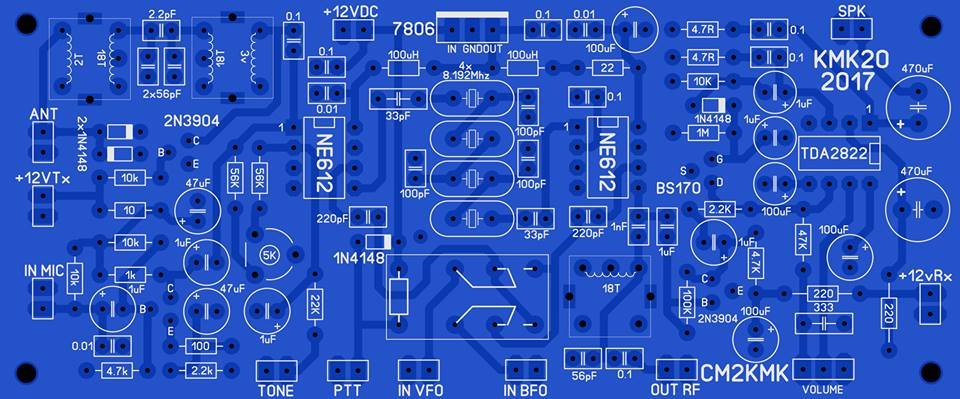 2.2pF
0.1
+12VDC
7806
IN GNDOUT
0.1
0.01
SPK
100uF
4.7R
0.1
KMK20
2017
2T
18T
18T
3T
0.1
100uH
4x
8.192Mhz
100uH
22
4.7R
0.1
470uF
2x56pF
0.01
33pF
0.1
10K
1uF
ANT
2x1N4148
2N3904
C
B
E
1
NE612
100pF
1
NE612
1N4148
1uF
1M
1
TDA2822
+12VTx
10k
56K
56K
100pF
100pF
G
S
D
BS170
470uF
10
47uF
220pF
33pF
220pF
1nF
1uF
2.2K
100uF
47K
100uF
10k
1uF
5K
1N4148
1uF
4.7K
IN MIC
10k
1k
1uF
47uF
18T
+12vRx
C
B
E
22K
100K
C
B
E
2N3904
220
220
333
0.01
100
1uF
100uF
4.7k
2.2k
TONE
PTT
IN VFO
IN BFO
56pF
0.1
OUT RF
CM2KMK
VOLUME